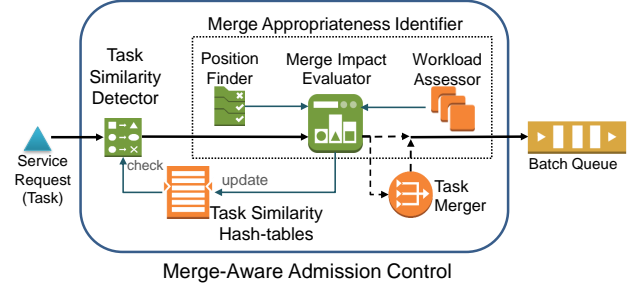 Merge Appropriateness Identifier
Task
Similarity
Detector
Position
Finder
Merge Impact
Evaluator
Workload
Assessor
Service
Request
(Task)
check
update
Task Similarity
Hash-tables
Task
Merger
Batch Queue
Merge-Aware Admission Control